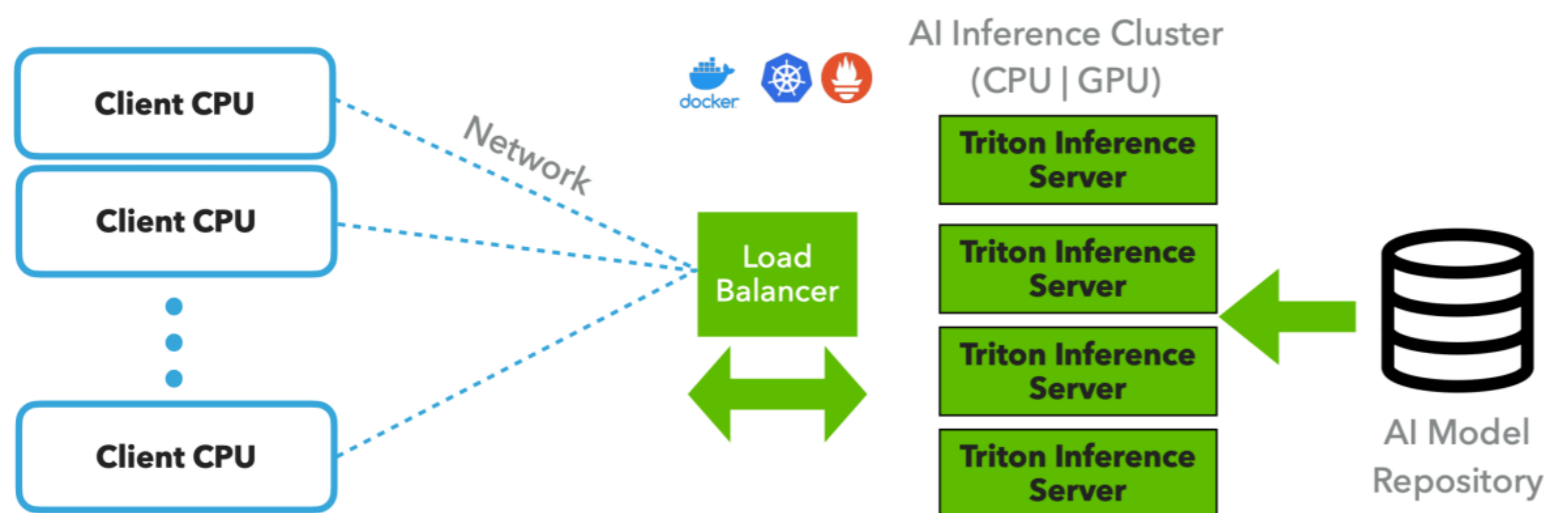 AI Inference Cluster
(CPU | GPU)
docker
Client CPU
Client CPU
Client CPU
Network
Load
Balancer
Triton Inference
Server
Triton Inference
Server
Triton Inference
Server
Triton Inference
Server
AI Model
Repository